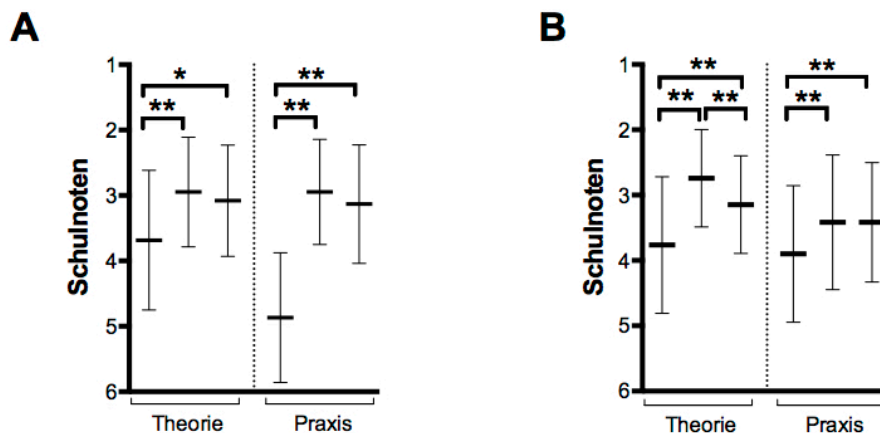 A
B
Schulnoten
1
2
3
4
5
6
*
**
**
**
Theorie
Praxis
Schulnoten
1
2
3
4
5
6
**
**
**
**
**
Theorie
Praxis